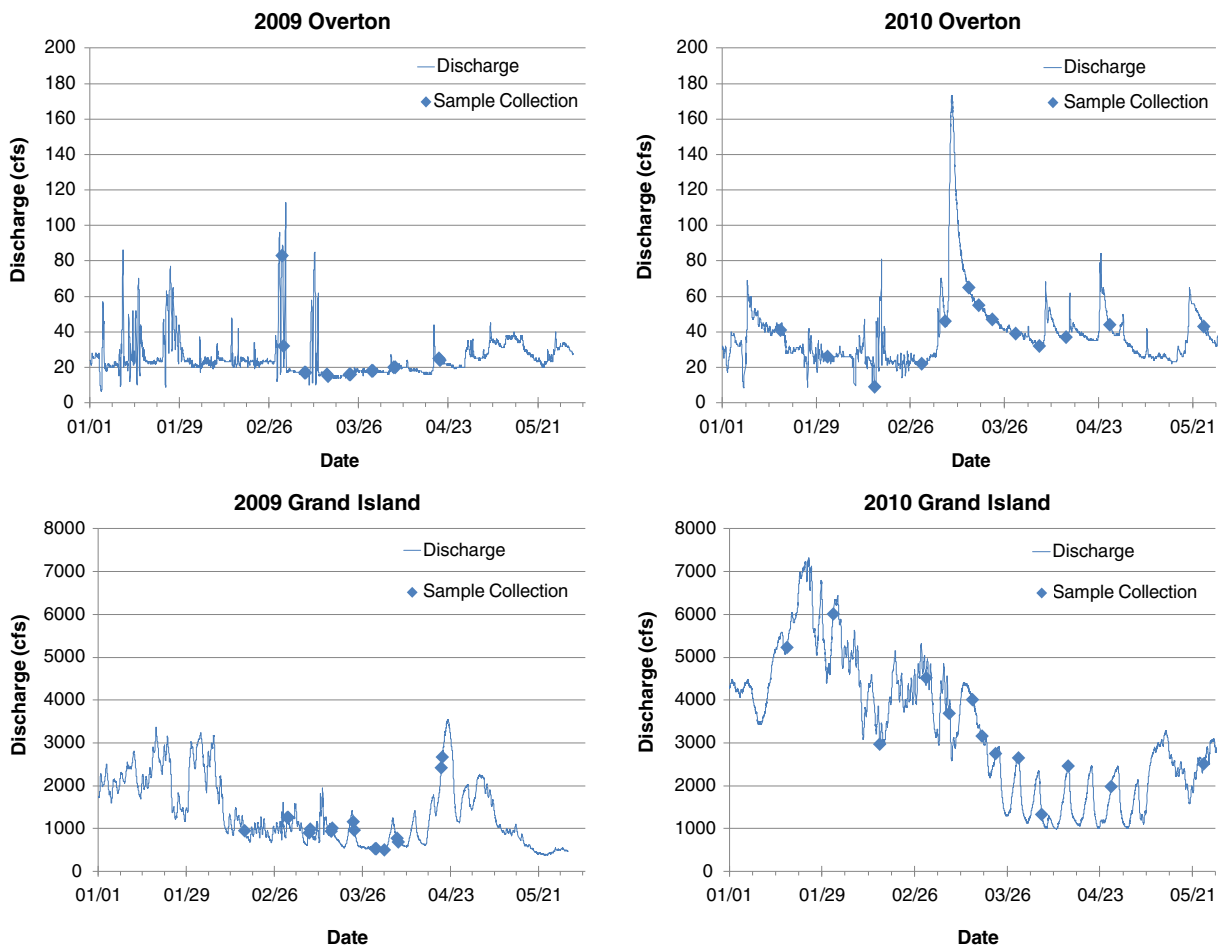 2009 Overton
200
180
160
140
120
100
80
60
40
20
0
Discharge (cfs)
Discharge
Sample Collection
01/01 01/29 02/26 03/26 04/23 05/21
Date
2010 Overton
200
180
160
140
120
100
80
60
40
20
0
Discharge (cfs)
Discharge
Sample Collection
01/01 01/29 02/26 03/26 04/23 05/21
Date
2009 Grand Island
8000
7000
6000
5000
4000
3000
2000
1000
0
Discharge (cfs)
Discharge
Sample Collection
01/01 01/29 02/26 03/26 04/23 05/21
Date
2010 Grand Island
8000
7000
6000
5000
4000
3000
2000
1000
0
Discharge (cfs)
Discharge
Sample Collection
01/01 01/29 02/26 03/26 04/23 05/21
Date